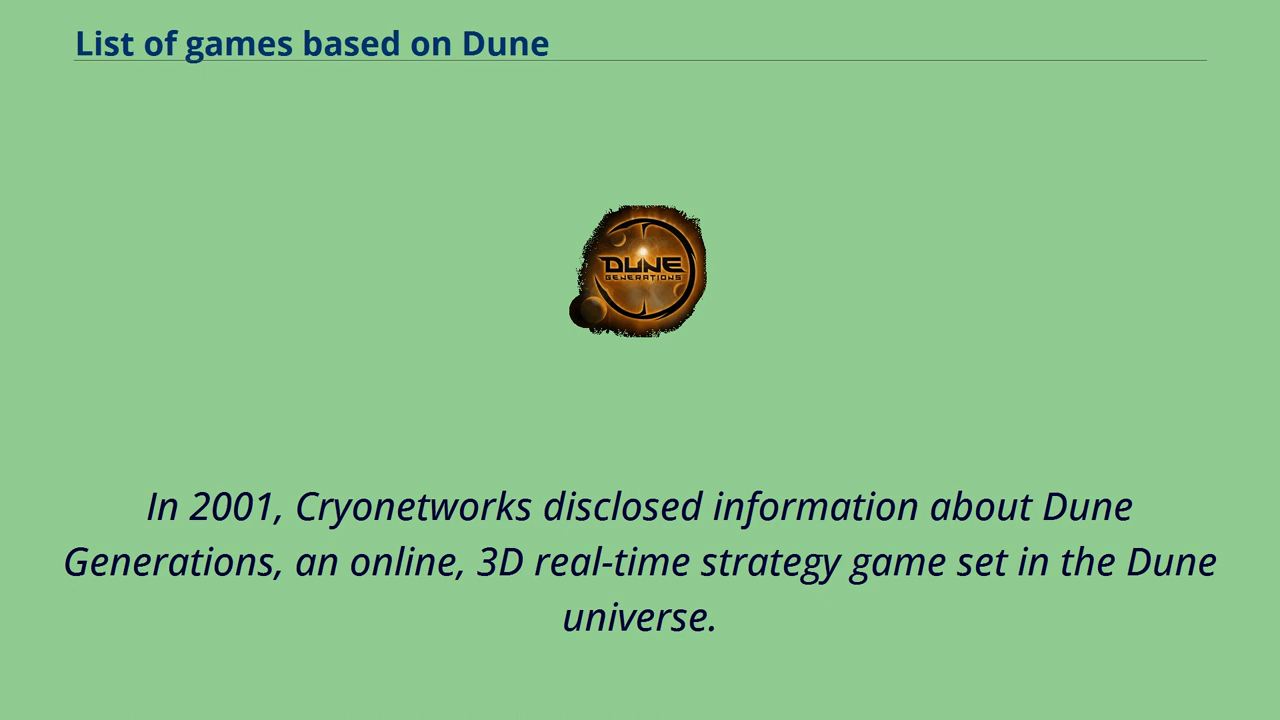 List of games based on Dune
DUNE
GENERATIONS
In 2001, Cryonetworks disclosed information about Dune
Generations, an online, 3D real-time strategy game set in the Dune
universe.